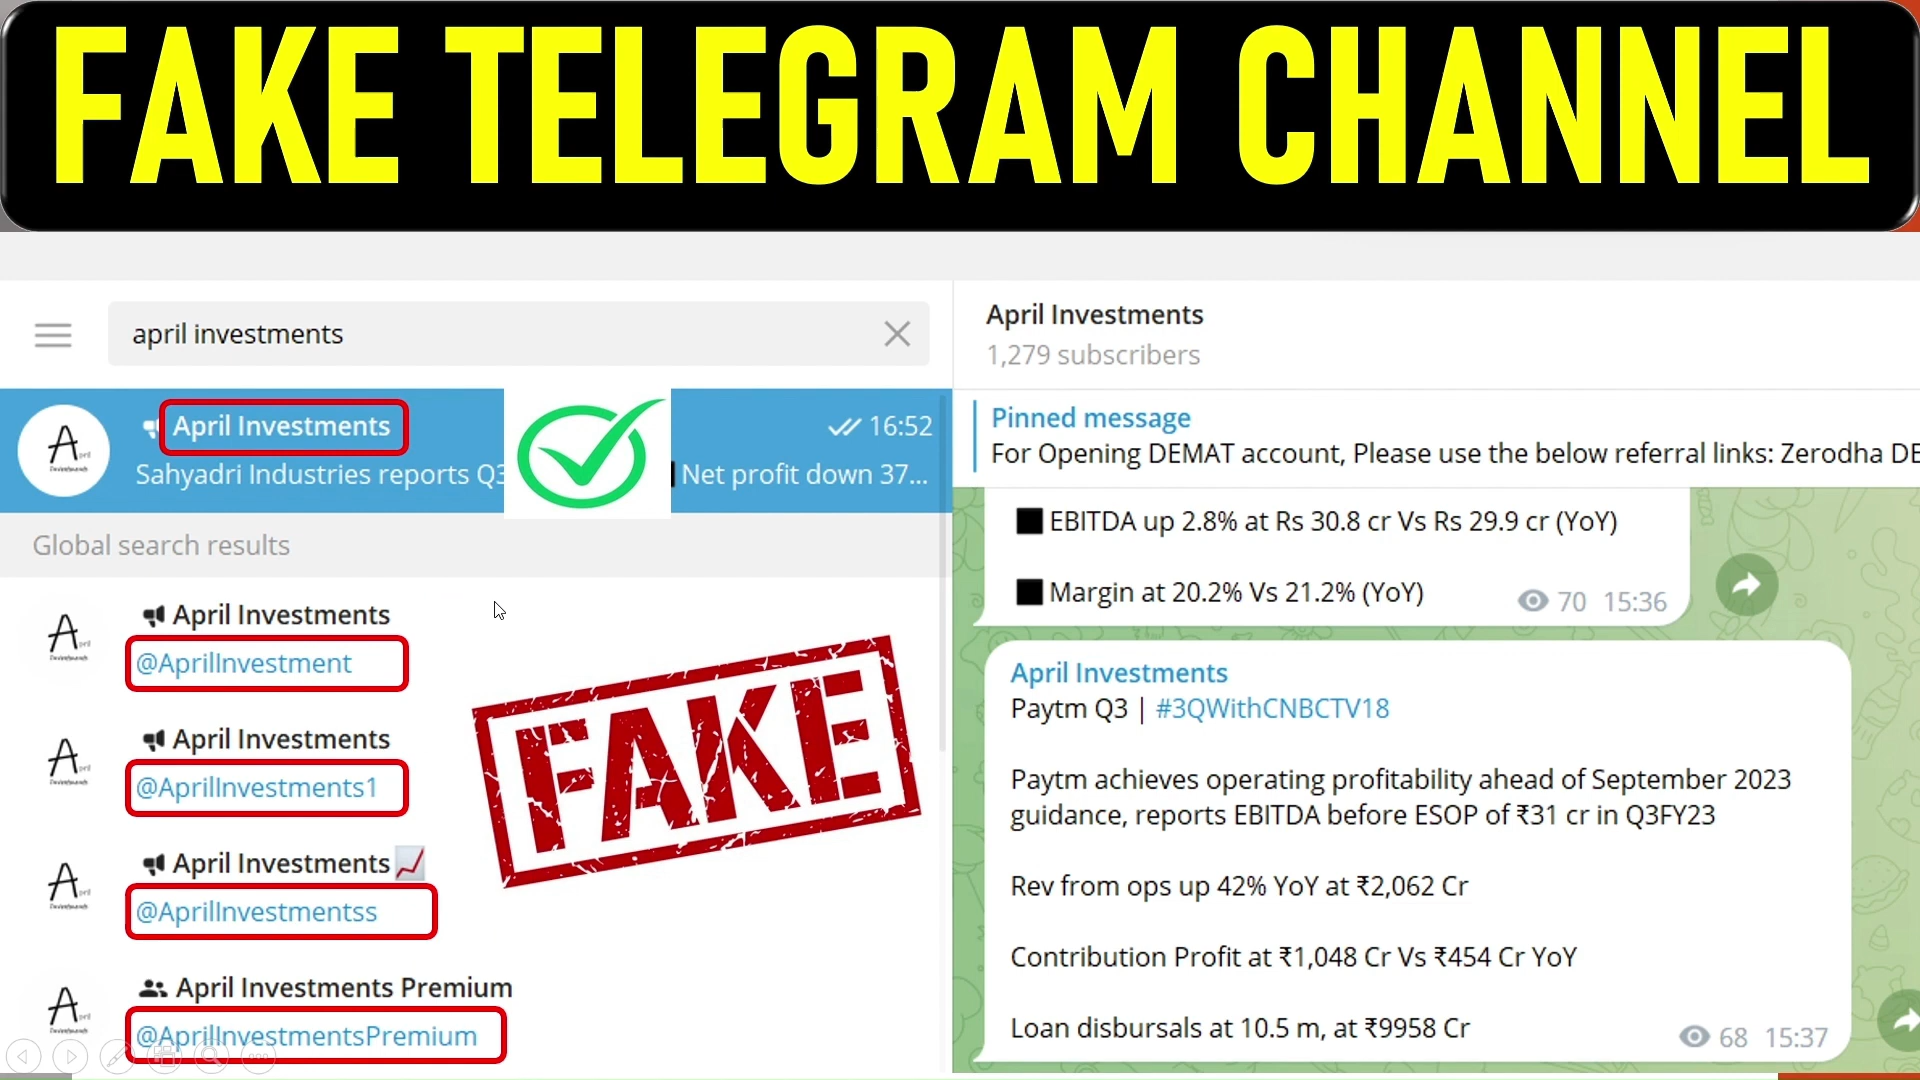 FAKE TELEGRAM CHANNEL
april investments
April Investments
16:52
Sahyadri Industries reports Q3
Net profit down 37...
Global search results
April Investments
@AprilInvestment
April Investments
@AprilInvestments1
April Investments
@AprilInvestmentss
April Investments Premium
@AprilInvestmentsPremium
FAKE
April Investments
1,279 subscribers
Pinned message
For Opening DEMAT account, Please use the below referral links: Zerodha DE
EBITDA up 2.8% at Rs 30.8 cr Vs Rs 29.9 cr (YoY)
Margin at 20.2% Vs 21.2% (YoY)
70 15:36
April Investments
Paytm Q3 | #3QWithCNBCTV18
Paytm achieves operating profitability ahead of September 2023
guidance, reports EBITDA before ESOP of ₹31 cr in Q3FY23
Rev from ops up 42% YoY at ₹2,062 Cr
Contribution Profit at ₹1,048 Cr Vs ₹454 Cr YoY
Loan disbursals at 10.5 m, at ₹9958 Cr
68 15:37